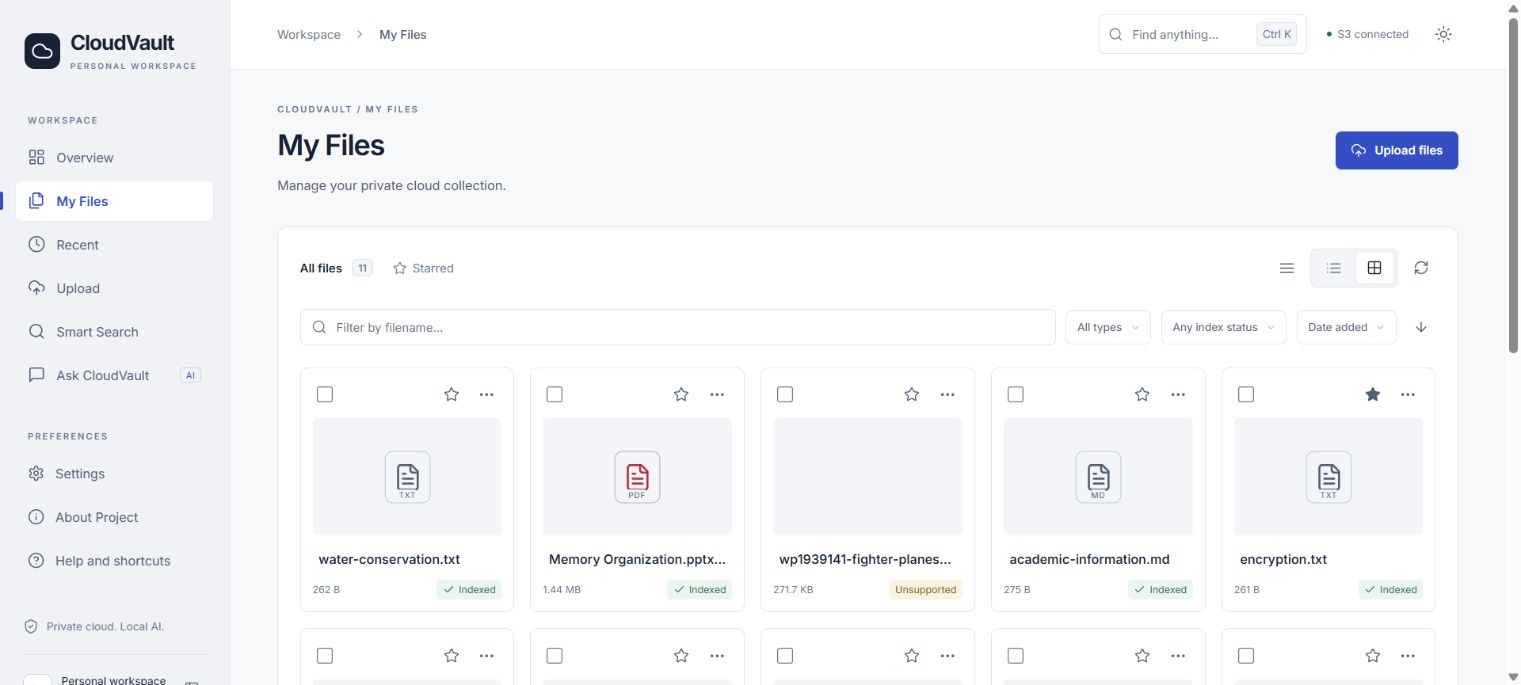 CloudVault
PERSONAL WORKSPACE
WORKSPACE
Overview
My Files
Recent
Upload
Smart Search
Ask CloudVault AI
PREFERENCES
Settings
About Project
Help and shortcuts
Private cloud. Local AI.
Personal workspace
Workspace > My Files
Find anything... Ctrl K
S3 connected
CLOUDVAULT / MY FILES
My Files
Manage your private cloud collection.
Upload files
All files 11 Starred
Filter by filename... All types Any index status Date added
TXT PDF MD TXT
water-conservation.txt Memory Organization.pptx... wp1939141-fighter-planes... academic-information.md encryption.txt
262 B Indexed 1.44 MB Indexed 271.7 KB Unsupported 275 B Indexed 261 B Indexed